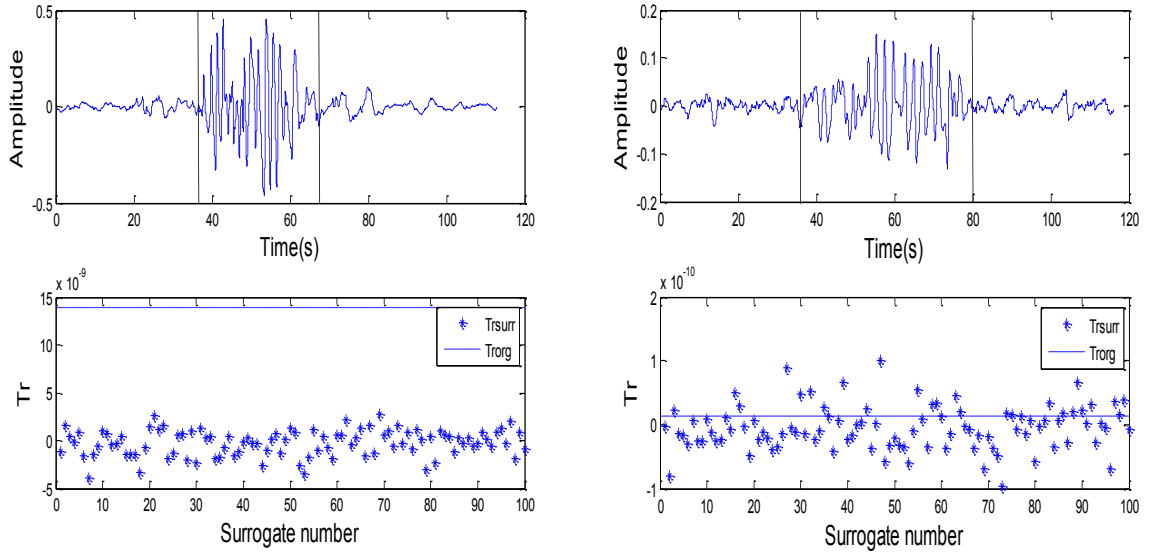 0.5
0
-0.5
Amplitude
0 20 40 60 80 100 120
Time(s)
0.2
0.1
0
-0.1
-0.2
Amplitude
0 20 40 60 80 100 120
Time(s)
x 10^-9
15
10
5
0
-5
Tr
Trsurr
Trorg
0 10 20 30 40 50 60 70 80 90 100
Surrogate number
x 10^-10
2
1
0
-1
Tr
Trsurr
Trorg
0 10 20 30 40 50 60 70 80 90 100
Surrogate number